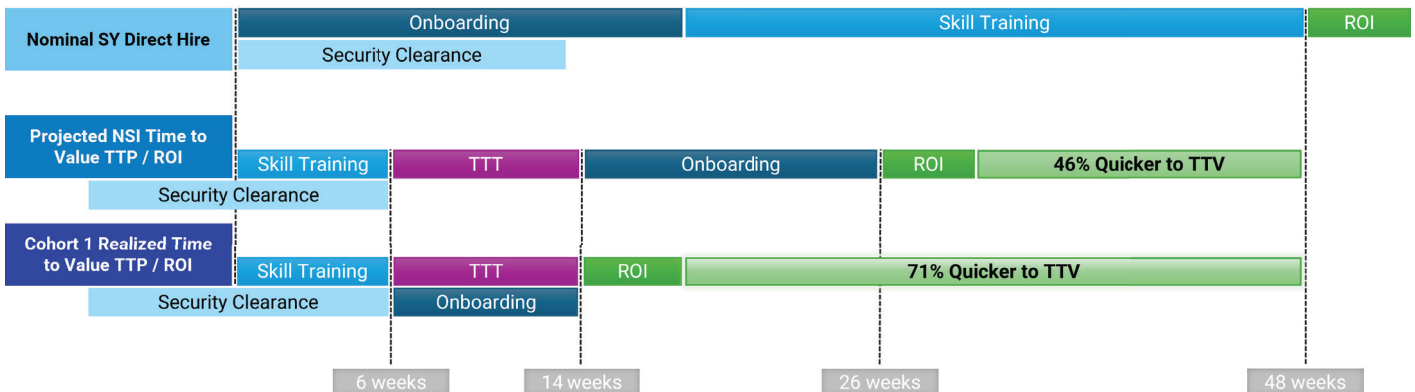 Onboarding
Skill Training
ROI
Nominal SY Direct Hire
Security Clearance
Projected NSI Time to
Value TTP / ROI
Skill Training
TTT
Onboarding
ROI
46% Quicker to TTV
Security Clearance
Cohort 1 Realized Time
to Value TTP / ROI
Skill Training
TTT
ROI
71% Quicker to TTV
Security Clearance
Onboarding
6 weeks
14 weeks
26 weeks
48 weeks